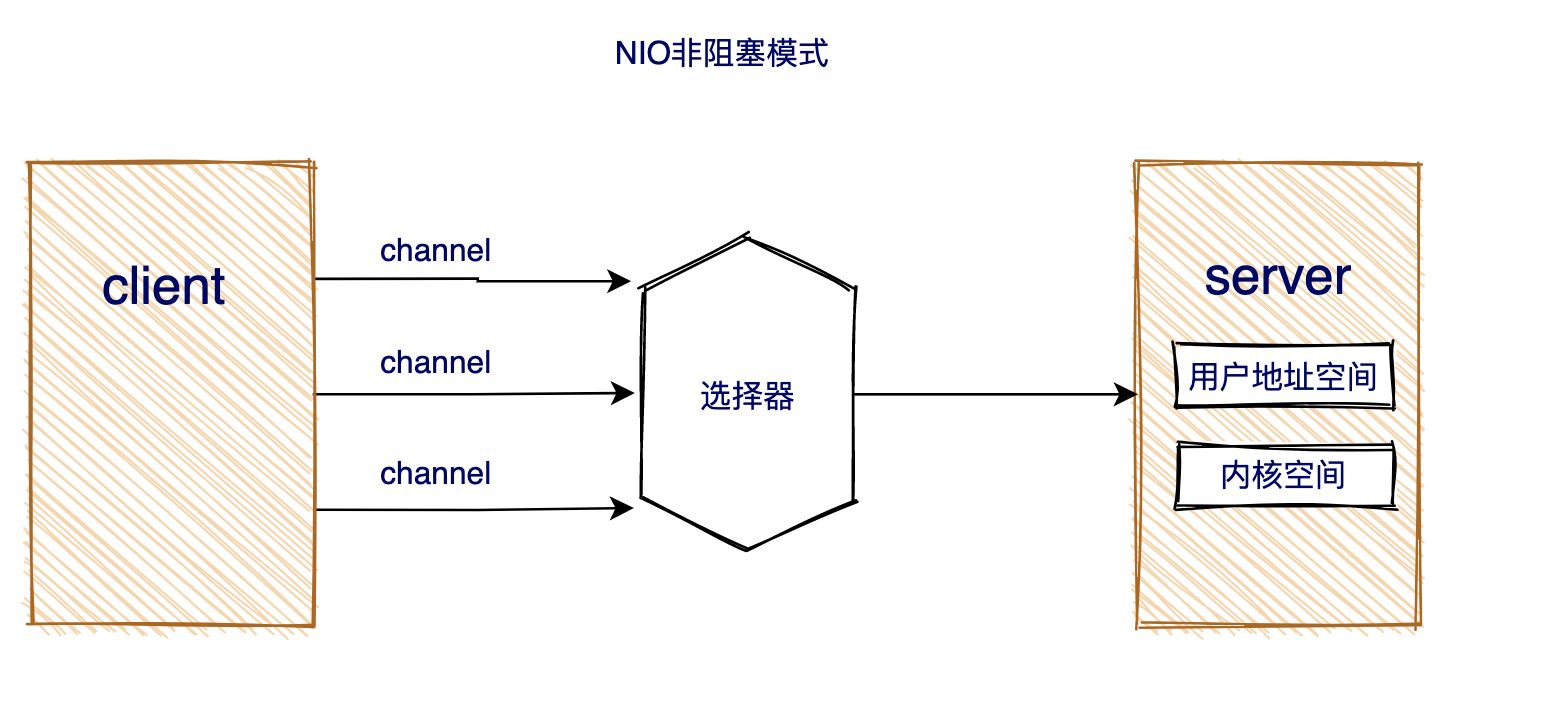 NIO非阻塞模式
client
channel
channel
channel
选择器
server
用户地址空间
内核空间